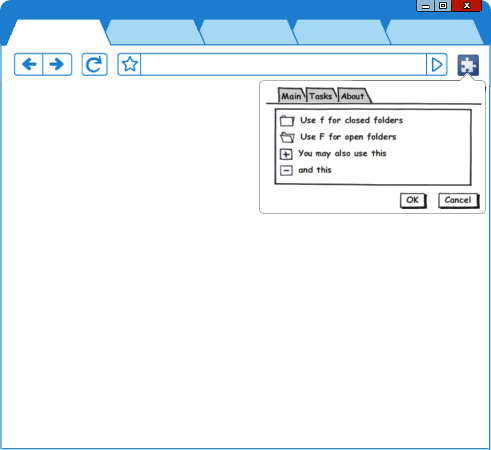 Main Tasks About
Use f for closed folders
Use F for open folders
You may also use this
and this
OK Cancel